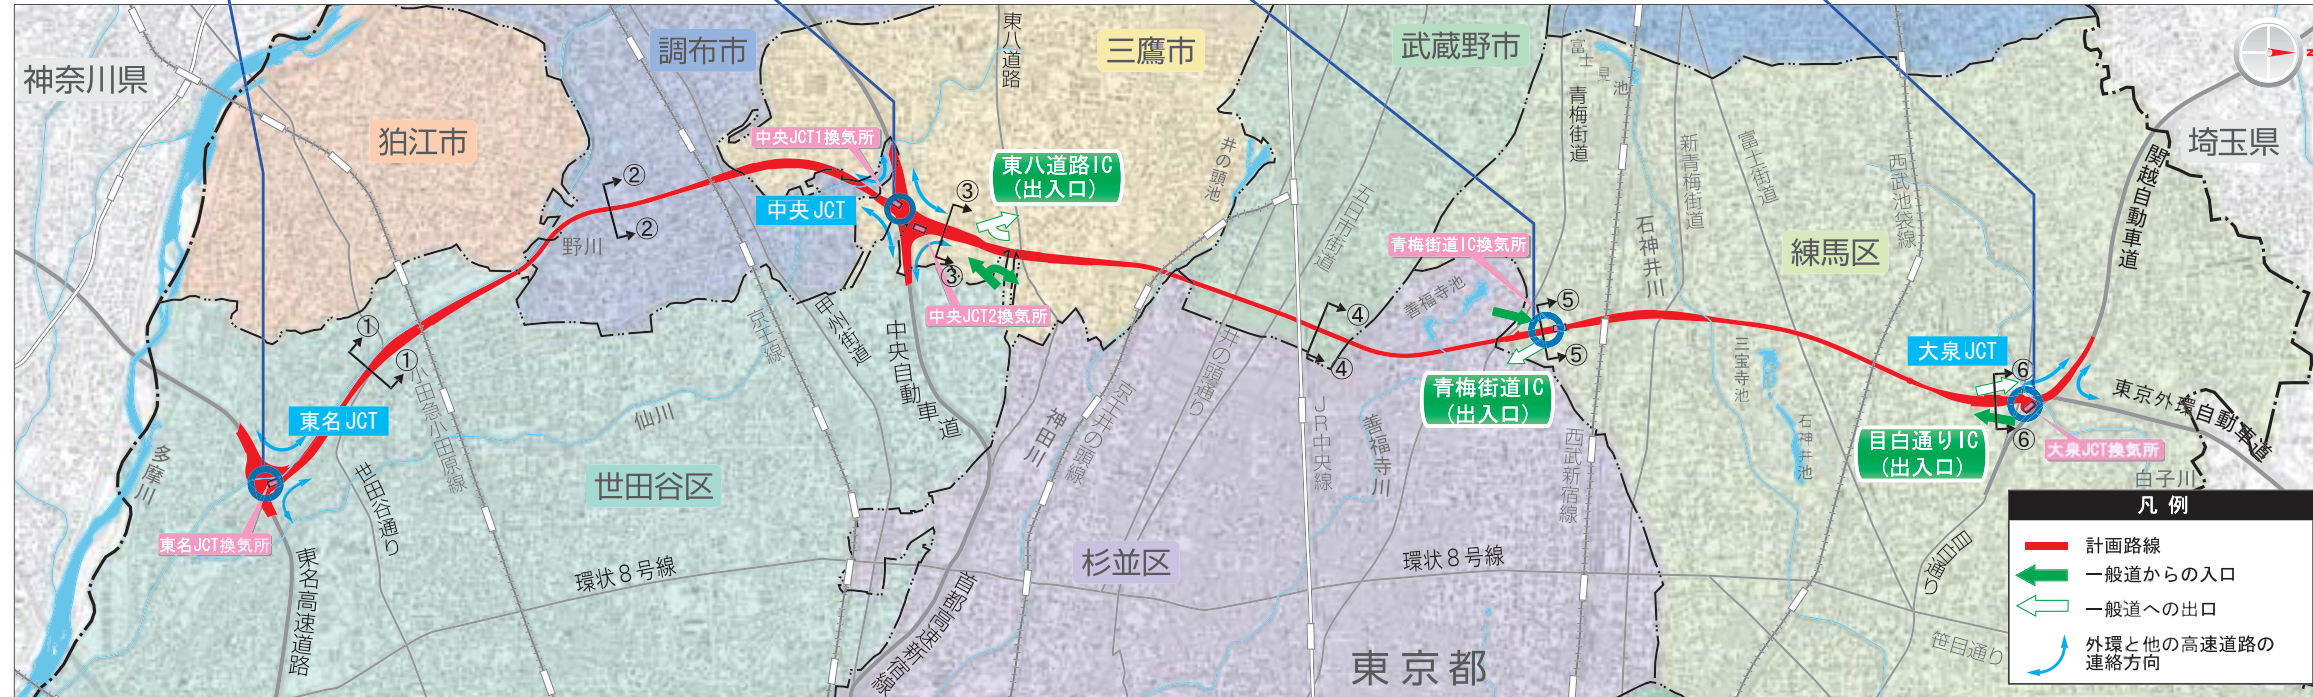 神奈川県
狛江市
調布市
三鷹市
武蔵野市
練馬区
埼玉県
世田谷区
杉並区
東京都
東八道路
富士見池
青梅街道
新青梅街道
富士街道
西武池袋線
関越自動車道
中央JCT1換気所
東八道路IC
(出入口)
井の頭池
中央JCT
②
②
③
③
野川
五日市街道
青梅街道IC換気所
石神井川
善福寺池
中央JCT2換気所
①
①
④
④
⑤
⑤
⑥
⑥
京王線
甲州街道
中央自動車道
井の頭通り
三宝寺池
大泉JCT
東名JCT
小田急小田原線
仙川
神田川
京王井の頭線
JR中央線
善福寺川
青梅街道IC
(出入口)
西武新宿線
石神井池
目白通りIC
(出入口)
東京外環自動車道
大泉JCT換気所
白子川
多摩川
世田谷通り
東名JCT換気所
東名高速道路
環状8号線
首都高速新宿線
環状8号線
目白通り
笹目通り
凡例
計画路線
一般道からの入口
一般道への出口
外環と他の高速道路の
連絡方向